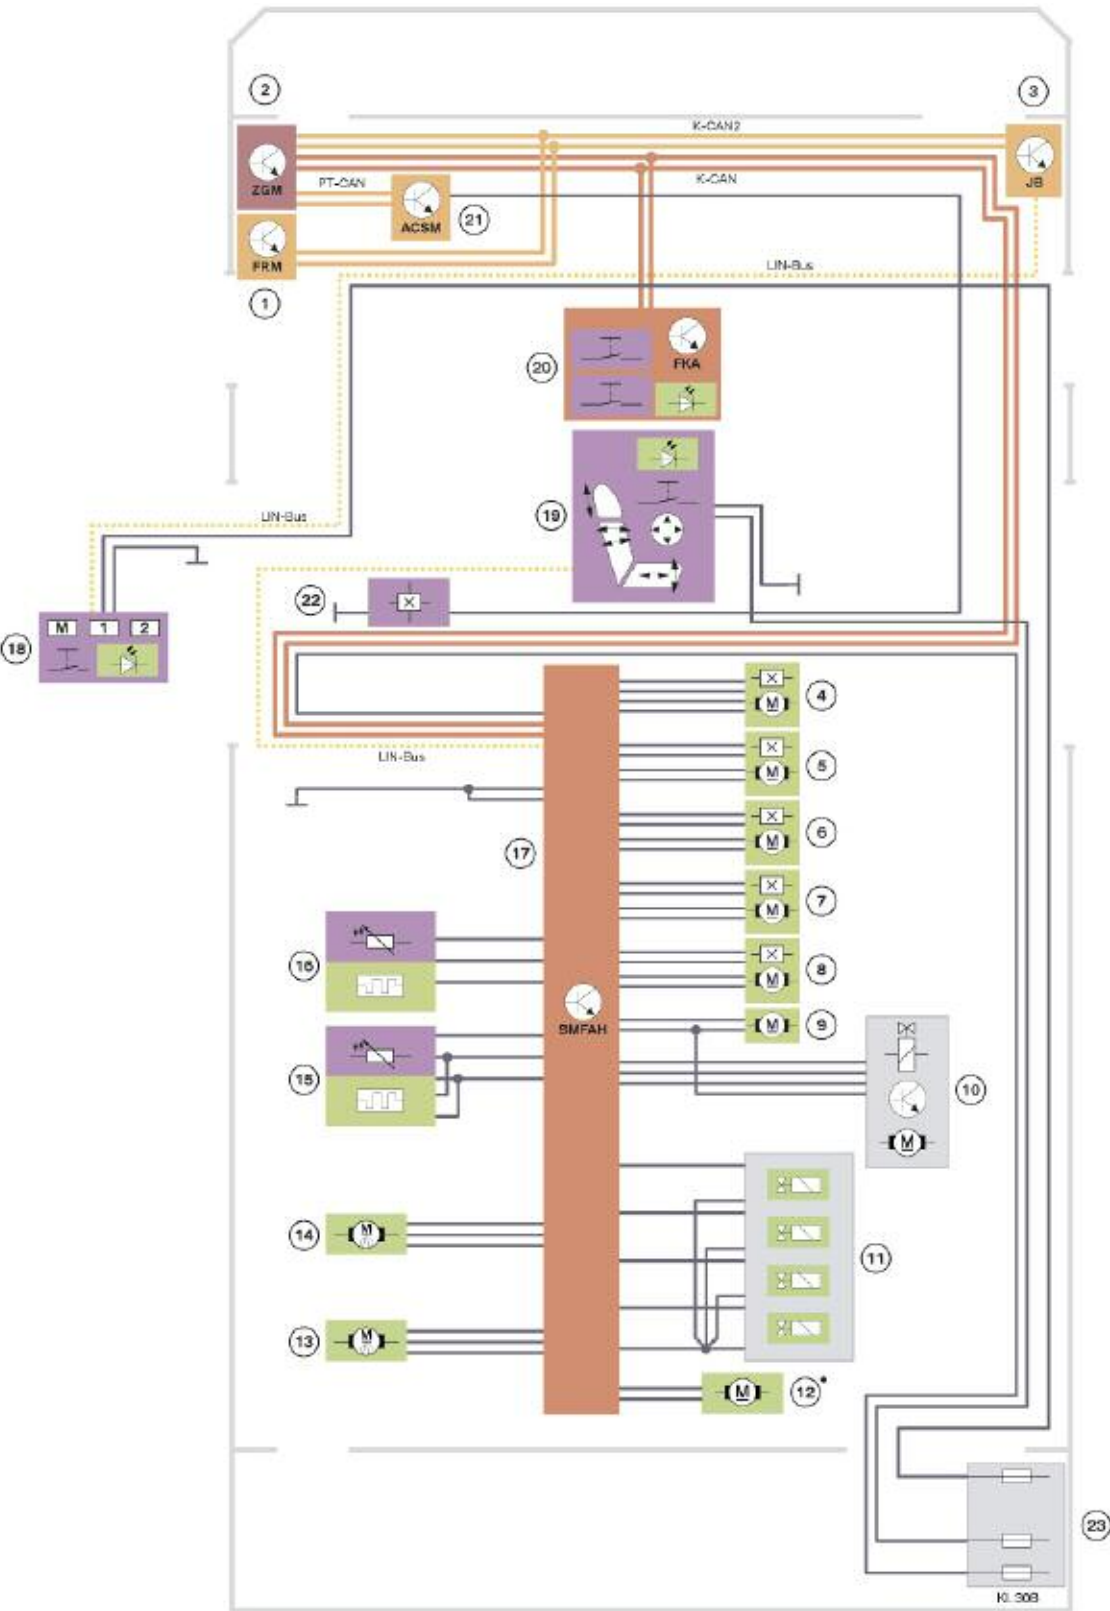 2
3
K-CAN2
ZGM
PT-CAN
K-CAN
JB
ACSM
21
FRM
LIN-Bus
1
20
FKA
19
LIN-Bus
22
M 1 2
18
M
4
LIN-Bus
M
5
M
6
17
M
7
16
M
8
SMFAH
M
9
15
10
M
14
M
11
13
M
M
12*
23
KL 30B